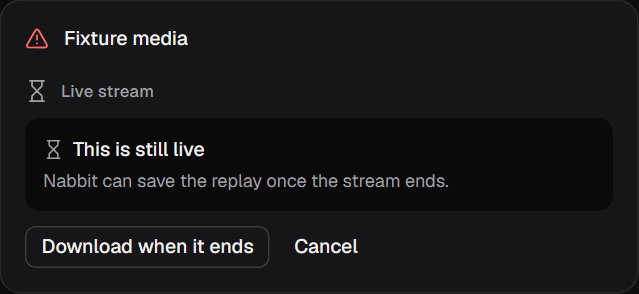 Fixture media
Live stream
This is still live
Nabbit can save the replay once the stream ends.
Download when it ends
Cancel